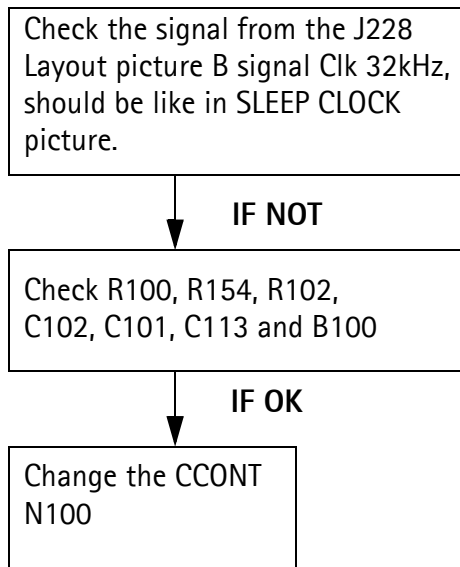 Check the signal from the J228
Layout picture B signal Clk 32kHz,
should be like in SLEEP CLOCK
picture.
IF NOT
Check R100, R154, R102,
C102, C101, C113 and B100
IF OK
Change the CCONT
N100